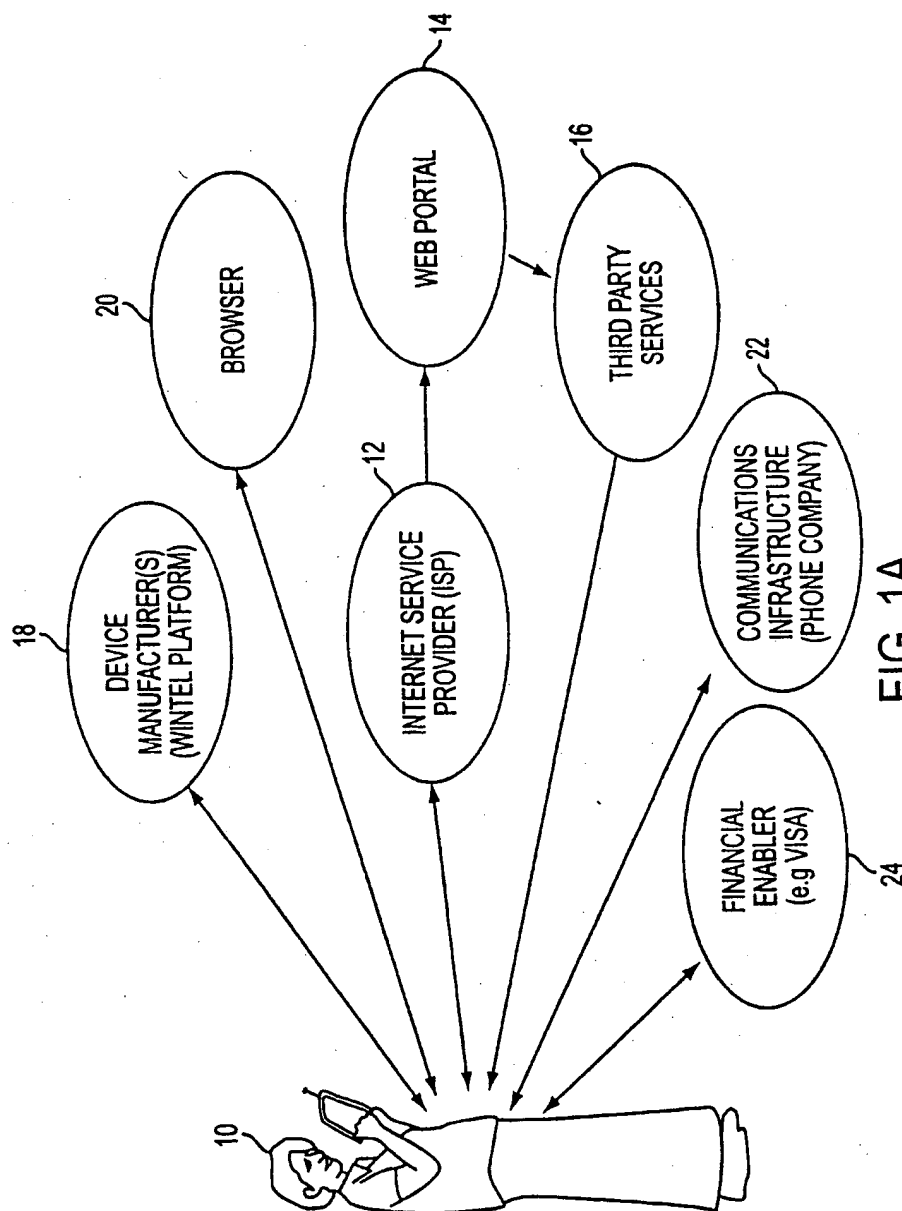 10
18
DEVICE
MANUFACTURER(S)
(WINTEL PLATFORM)
20
BROWSER
12
INTERNET SERVICE
PROVIDER (ISP)
14
WEB PORTAL
16
THIRD PARTY
SERVICES
22
COMMUNICATIONS
INFRASTRUCTURE
(PHONE COMPANY)
24
FINANCIAL
ENABLER
(e.g VISA)
FIG. 1A